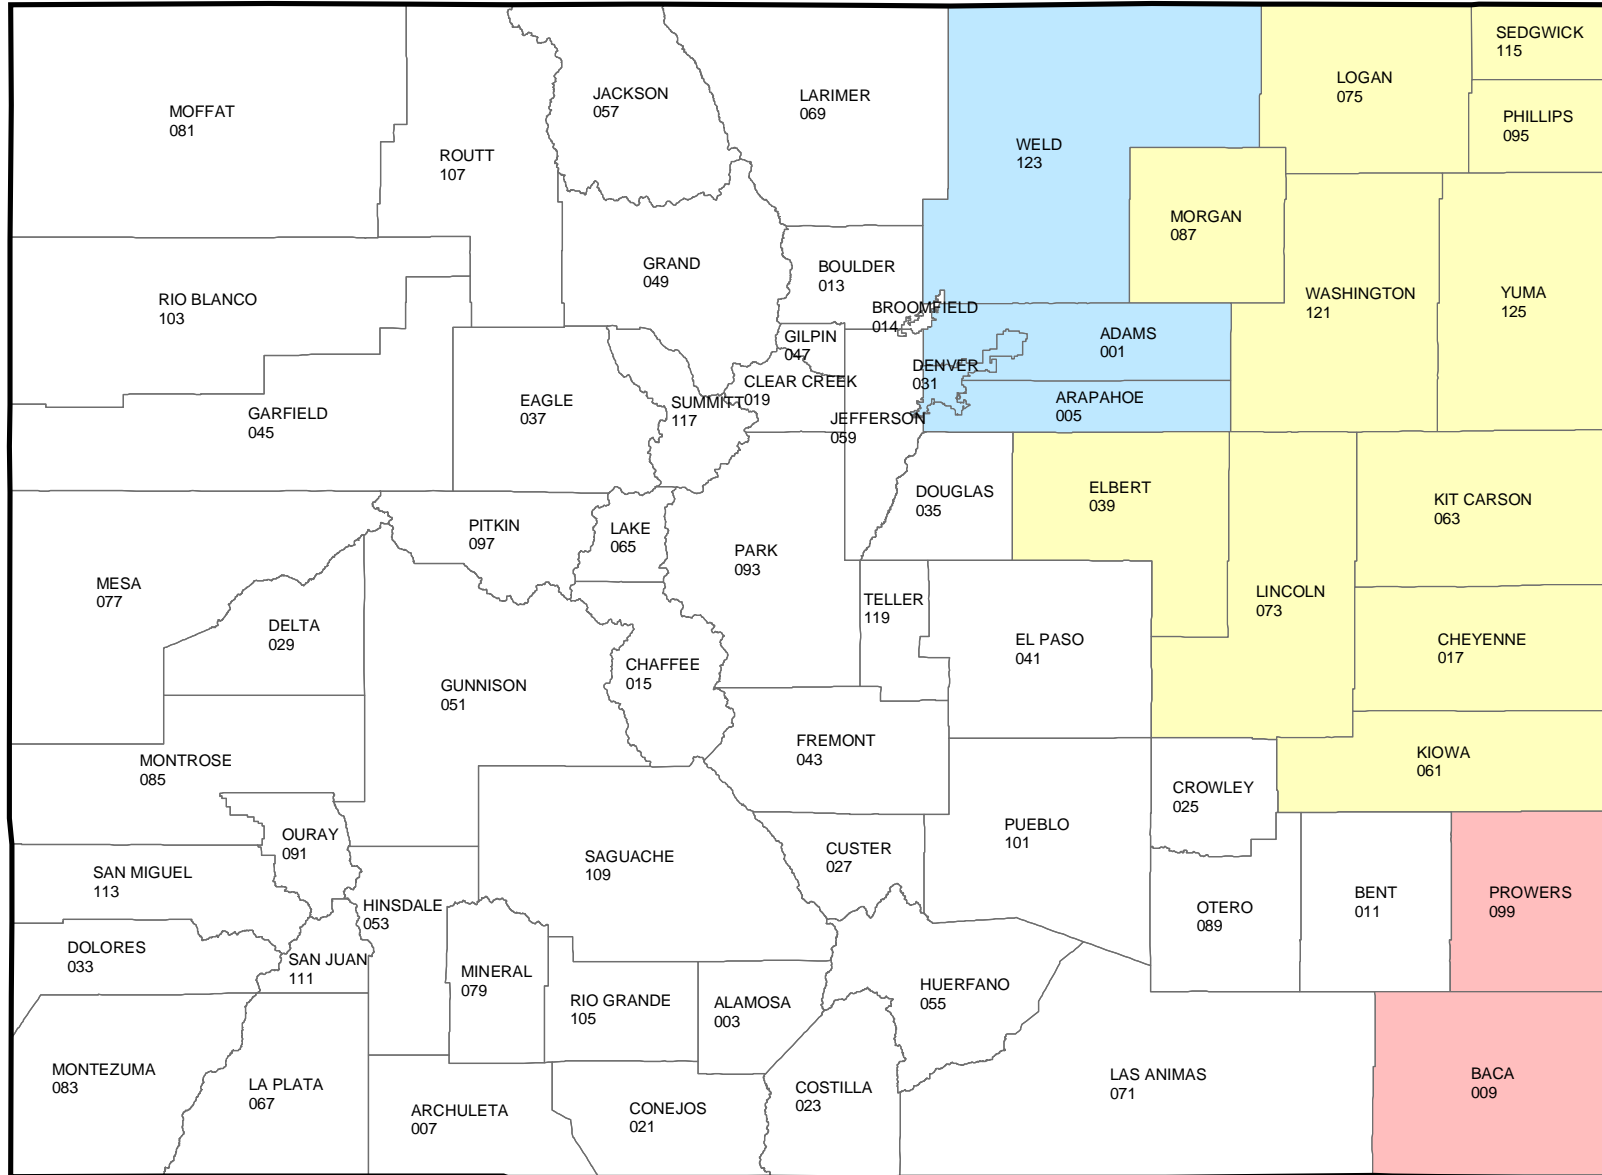 SEDGWICK
115
LOGAN
075
JACKSON
057
LARIMER
069
MOFFAT
081
PHILLIPS
095
WELD
123
ROUTT
107
MORGAN
087
GRAND
049
BOULDER
013
RIO BLANCO
103
WASHINGTON
121
YUMA
125
BROOMFIELD
014
GILPIN
047
ADAMS
001
DENVER
031
CLEAR CREEK
019
EAGLE
037
SUMMITT
117
ARAPAHOE
005
GARFIELD
045
JEFFERSON
059
DOUGLAS
035
ELBERT
039
KIT CARSON
063
PITKIN
097
LAKE
065
PARK
093
MESA
077
TELLER
119
LINCOLN
073
DELTA
029
EL PASO
041
CHEYENNE
017
CHAFFEE
015
GUNNISON
051
FREMONT
043
MONTROSE
085
KIOWA
061
CROWLEY
025
OURAY
091
PUEBLO
101
CUSTER
027
SAGUACHE
109
SAN MIGUEL
113
HINSDALE
053
OTERO
089
BENT
011
PROWERS
099
DOLORES
033
SAN JUAN
111
MINERAL
079
HUERFANO
055
RIO GRANDE
105
ALAMOSA
003
MONTEZUMA
083
LA PLATA
067
COSTILLA
023
LAS ANIMAS
071
BACA
009
ARCHULETA
007
CONEJOS
021